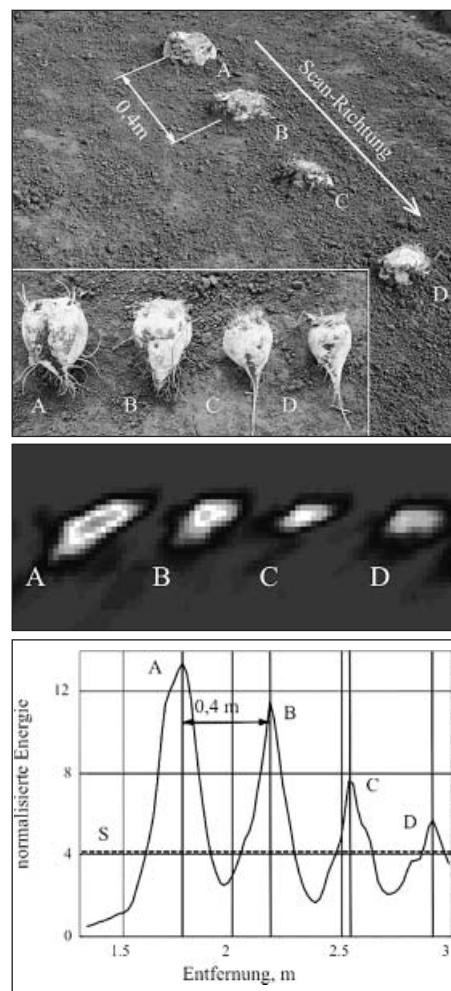 A
Scan-Richtung
0,4m
B
C
D
A B C D
A B C D
normalisierte Energie
12
8
4
0
A
0,4 m
B
C
D
S
1.5 2 2.5 3
Entfernung, m